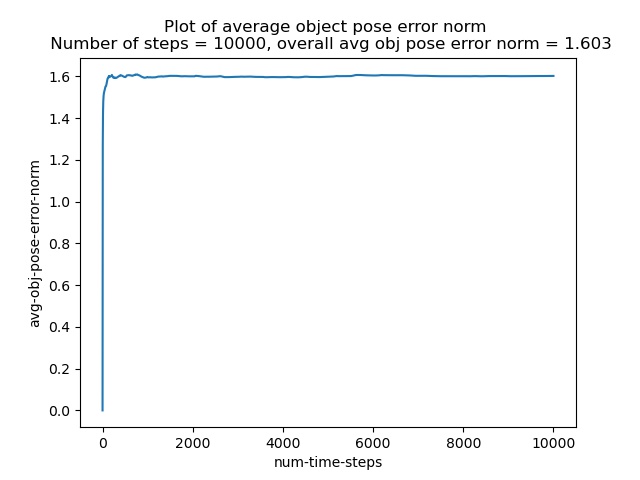 Plot of average object pose error norm
Number of steps = 10000, overall avg obj pose error norm = 1.603
1.6
1.4
1.2
1.0
0.8
0.6
0.4
0.2
0.0
avg-obj-pose-error-norm
0 2000 4000 6000 8000 10000
num-time-steps